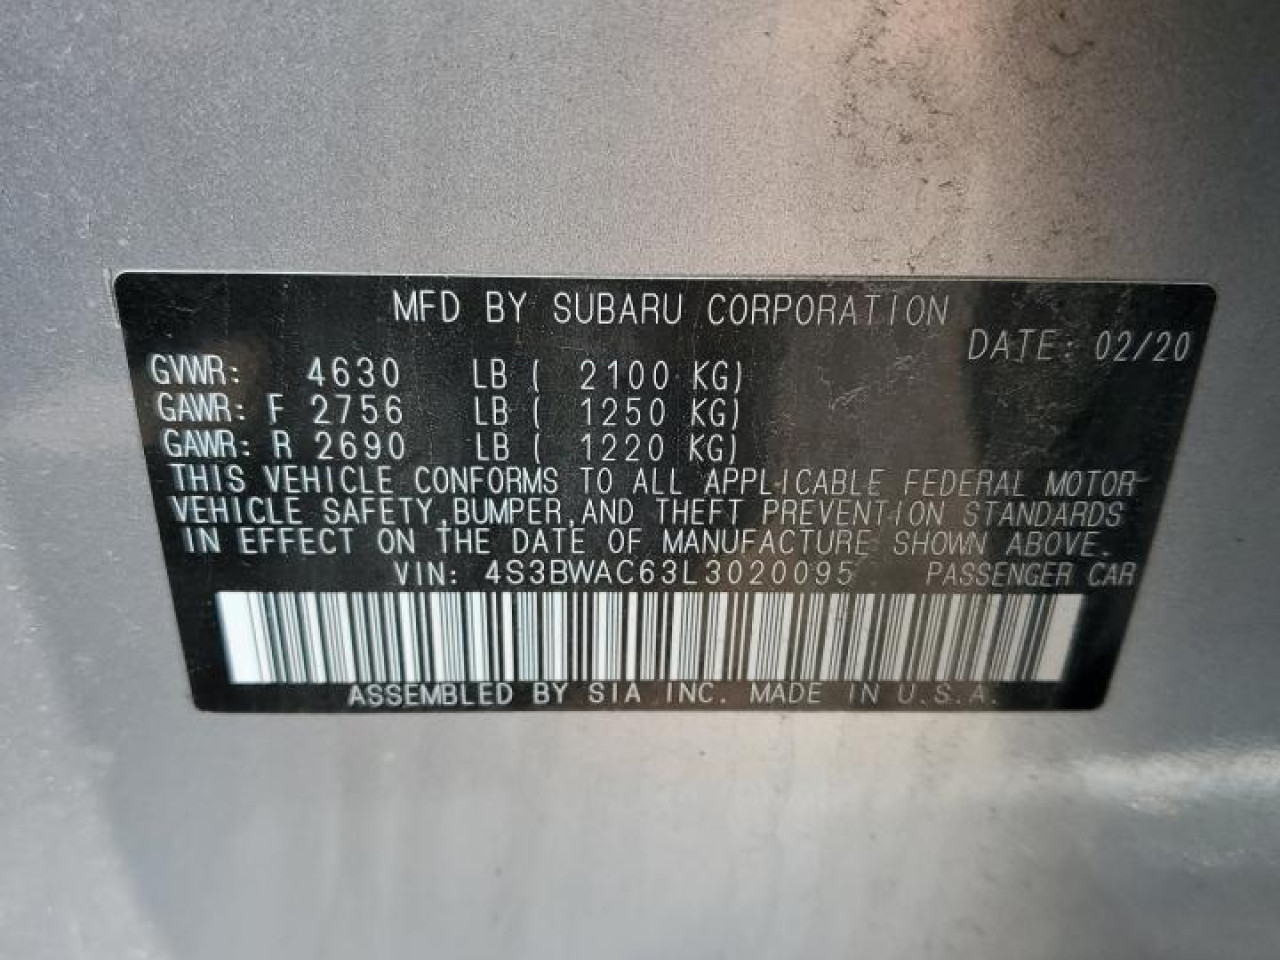 MFD BY SUBARU CORPORATION
DATE: 02/20
GVWR: 4630 LB ( 2100 KG)
GAWR: F 2756 LB ( 1250 KG)
GAWR: R 2690 LB ( 1220 KG)
THIS VEHICLE CONFORMS TO ALL APPLICABLE FEDERAL MOTOR
VEHICLE SAFETY,BUMPER,AND THEFT PREVENTION STANDARDS
IN EFFECT ON THE DATE OF MANUFACTURE SHOWN ABOVE.
VIN: 4S3BWAC63L3020095 PASSENGER CAR
ASSEMBLED BY SIA INC. MADE IN U.S.A.